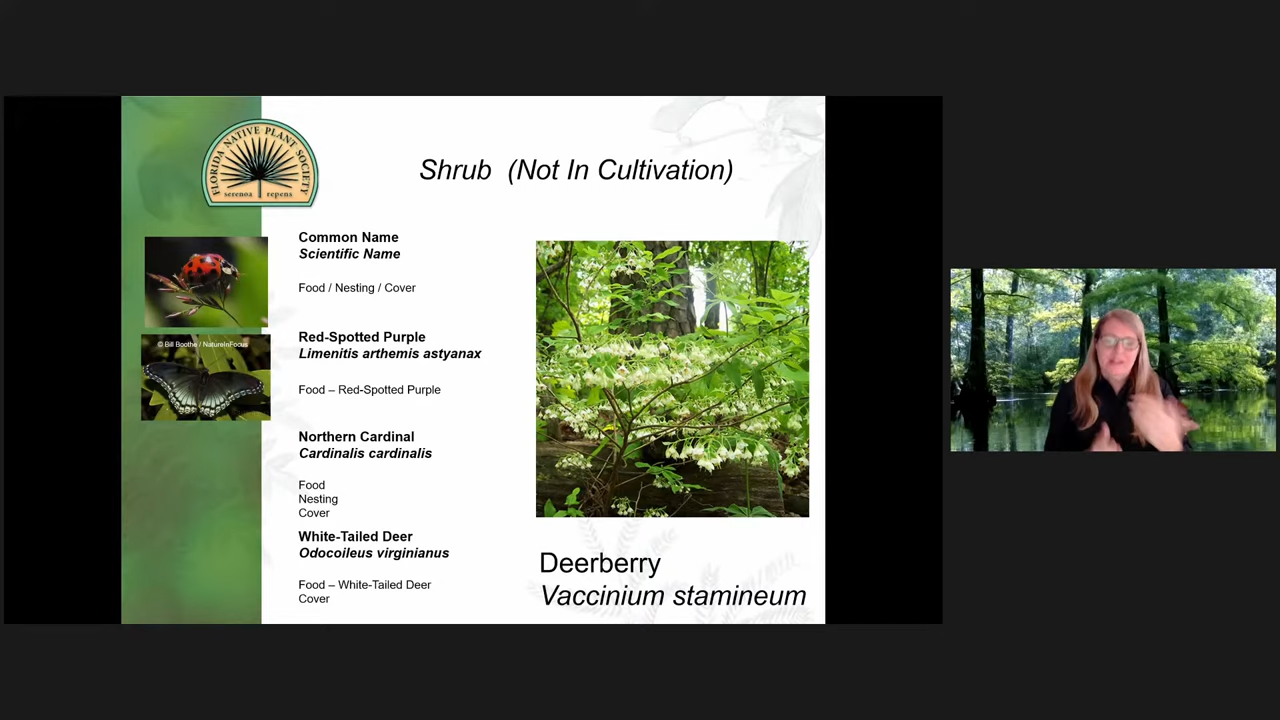 FLORIDA NATIVE PLANT SOCIETY
serenoa repens
Shrub (Not In Cultivation)
Common Name
Scientific Name
Food / Nesting / Cover
© Bill Boothe / NatureInFocus
Red-Spotted Purple
Limenitis arthemis astyanax
Food – Red-Spotted Purple
Northern Cardinal
Cardinalis cardinalis
Food
Nesting
Cover
White-Tailed Deer
Odocoileus virginianus
Food – White-Tailed Deer
Cover
Deerberry
Vaccinium stamineum